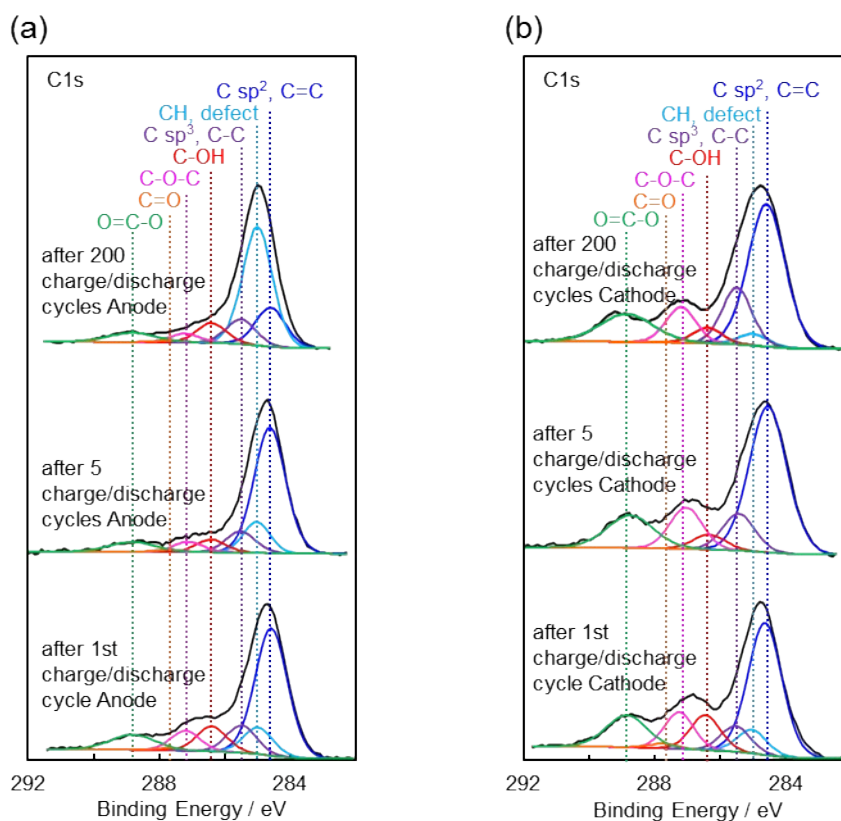 (a)
C1s
C sp², C=C
CH, defect
C sp³, C-C
C-OH
C-O-C
C=O
O=C-O
after 200
charge/discharge
cycles Anode
after 5
charge/discharge
cycles Anode
after 1st
charge/discharge
cycle Anode
292
288
284
Binding Energy / eV
(b)
C1s
C sp², C=C
CH, defect
C sp³, C-C
C-OH
C-O-C
C=O
O=C-O
after 200
charge/discharge
cycles Cathode
after 5
charge/discharge
cycles Cathode
after 1st
charge/discharge
cycle Cathode
292
288
284
Binding Energy / eV